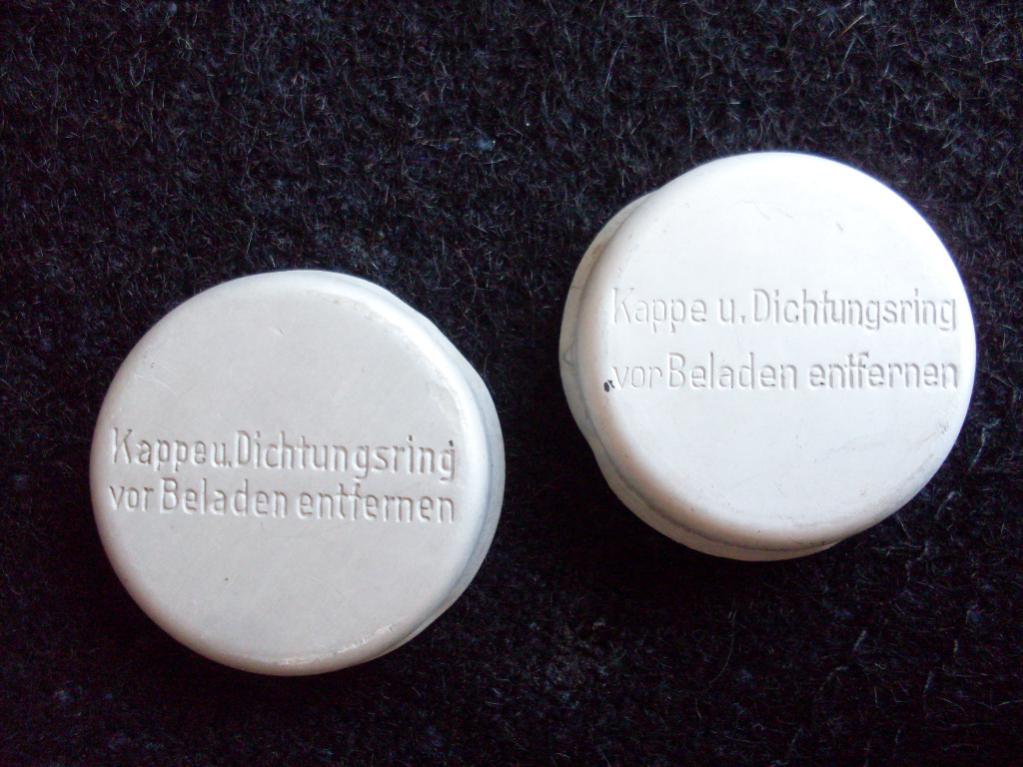 Kappe u. Dichtungsring
vor Beladen entfernen
Kappe u. Dichtungsring
vor Beladen entfernen